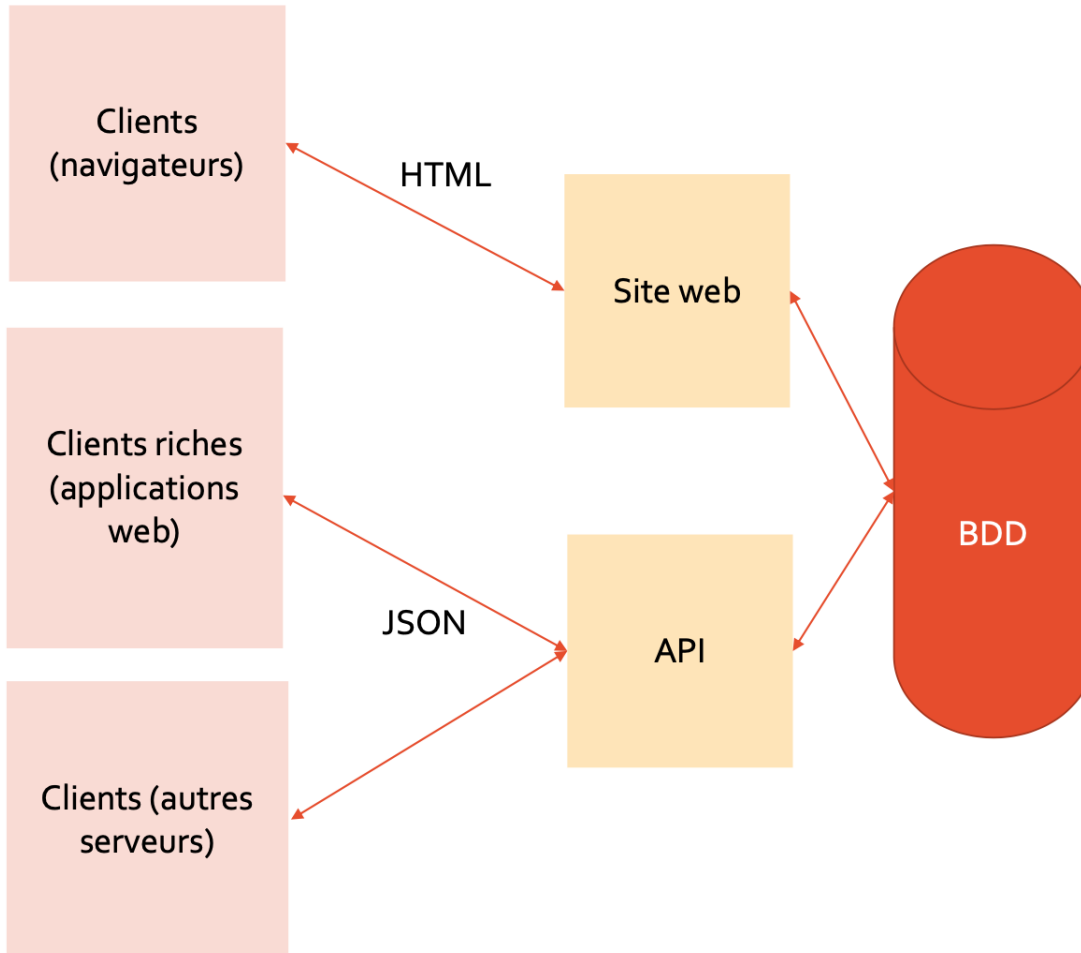 Clients
(navigateurs)
HTML
Site web
Clients riches
(applications
web)
BDD
JSON
API
Clients (autres
serveurs)